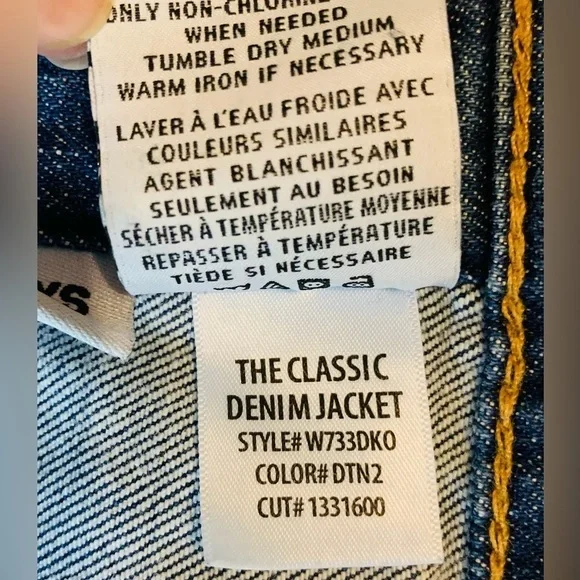 ONLY NON-CHLORINE
WHEN NEEDED
TUMBLE DRY MEDIUM
WARM IRON IF NECESSARY
LAVER À L'EAU FROIDE AVEC
COULEURS SIMILAIRES
AGENT BLANCHISSANT
SEULEMENT AU BESOIN
SÉCHER À TEMPÉRATURE MOYENNE
REPASSER À TEMPÉRATURE
TIÈDE SI NÉCESSAIRE
THE CLASSIC
DENIM JACKET
STYLE# W733DKO
COLOR# DTN2
CUT# 1331600